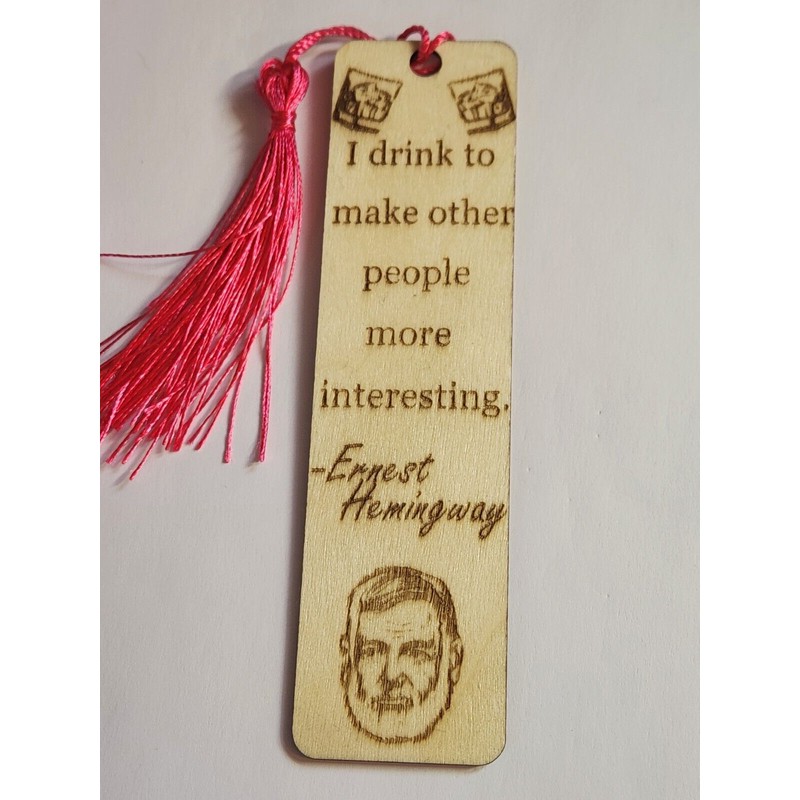 I drink to
make other
people
more
interesting.
-Ernest
Hemingway